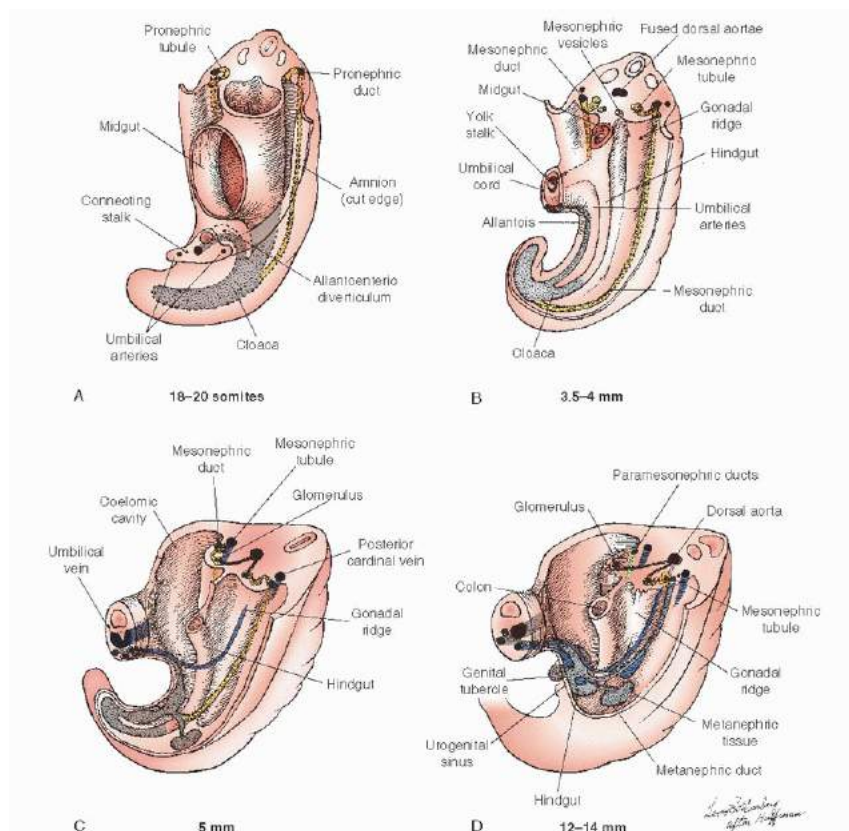 Pronephric
tubule
Pronephric
duct
Midgut
Connecting
stalk
Amnion
(cut edge)
Allantoenterio
diverticulum
Umbilical
arteries
Cloaca
A
18–20 somites
Mesonephric
vesicles
Fused dorsal aortae
Mesonephric
duct
Mesonephric
tubule
Midgut
Gonadal
ridge
Yolk
stalk
Hindgut
Umbilical
cord
Umbilical
arteries
Allantois
Mesonephric
duct
Cloaca
B
3.5–4 mm
Mesonephric
duct
Mesonephric
tubule
Glomerulus
Coelomic
cavity
Posterior
cardinal vein
Umbilical
vein
Gonadal
ridge
Hindgut
C
5 mm
Paramesonephric ducts
Glomerulus
Dorsal aorta
Colon
Mesonephric
tubule
Genital
tubercle
Gonadal
ridge
Metanephric
tissue
Urogenital
sinus
Metanephric duct
Hindgut
D
12–14 mm
after Huffman